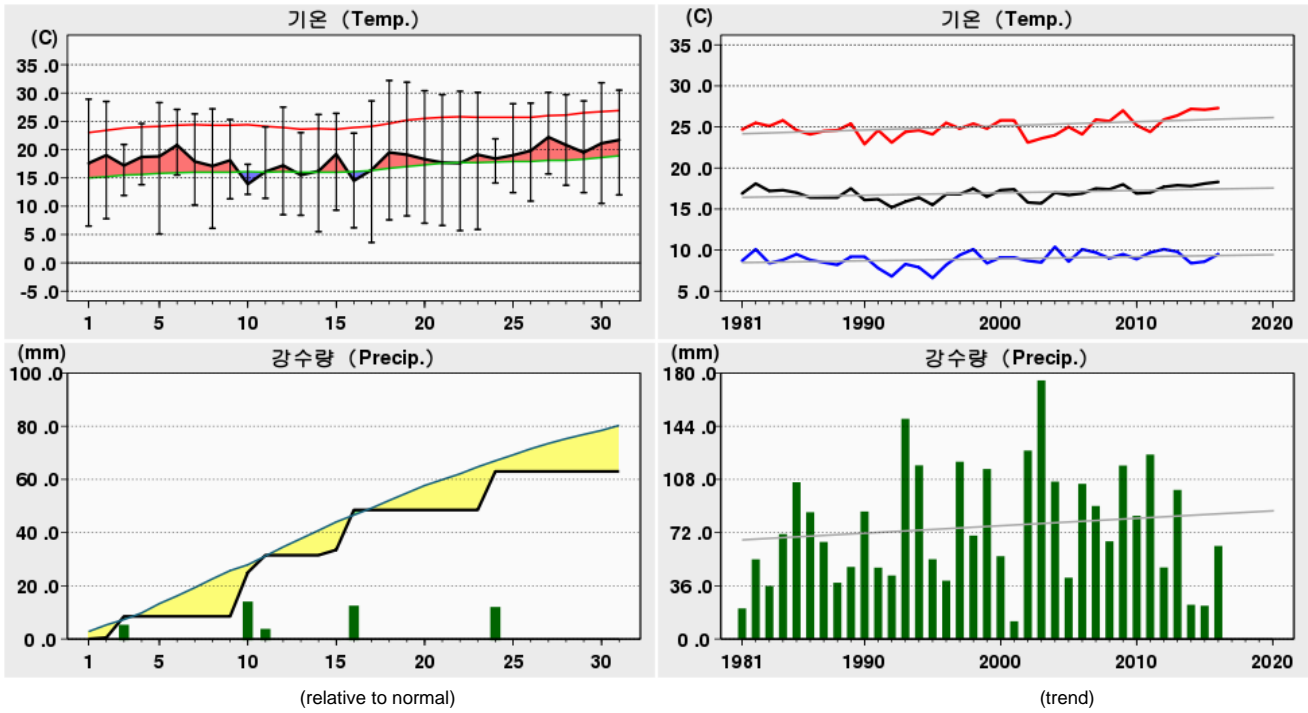 기온 (Temp.)
(C)
35 .0
30 .0
25 .0
20 .0
15 .0
10 .0
5 .0
0 .0
-5 .0
1 5 10 15 20 25 30
기온 (Temp.)
(C)
35 .0
30 .0
25 .0
20 .0
15 .0
10 .0
5 .0
1981 1990 2000 2010 2020
강수량 (Precip.)
(mm)
100 .0
80 .0
60 .0
40 .0
20 .0
0 .0
1 5 10 15 20 25 30
(relative to normal)
강수량 (Precip.)
(mm)
180 .0
144 .0
108 .0
72 .0
36 .0
0 .0
1981 1990 2000 2010 2020
(trend)